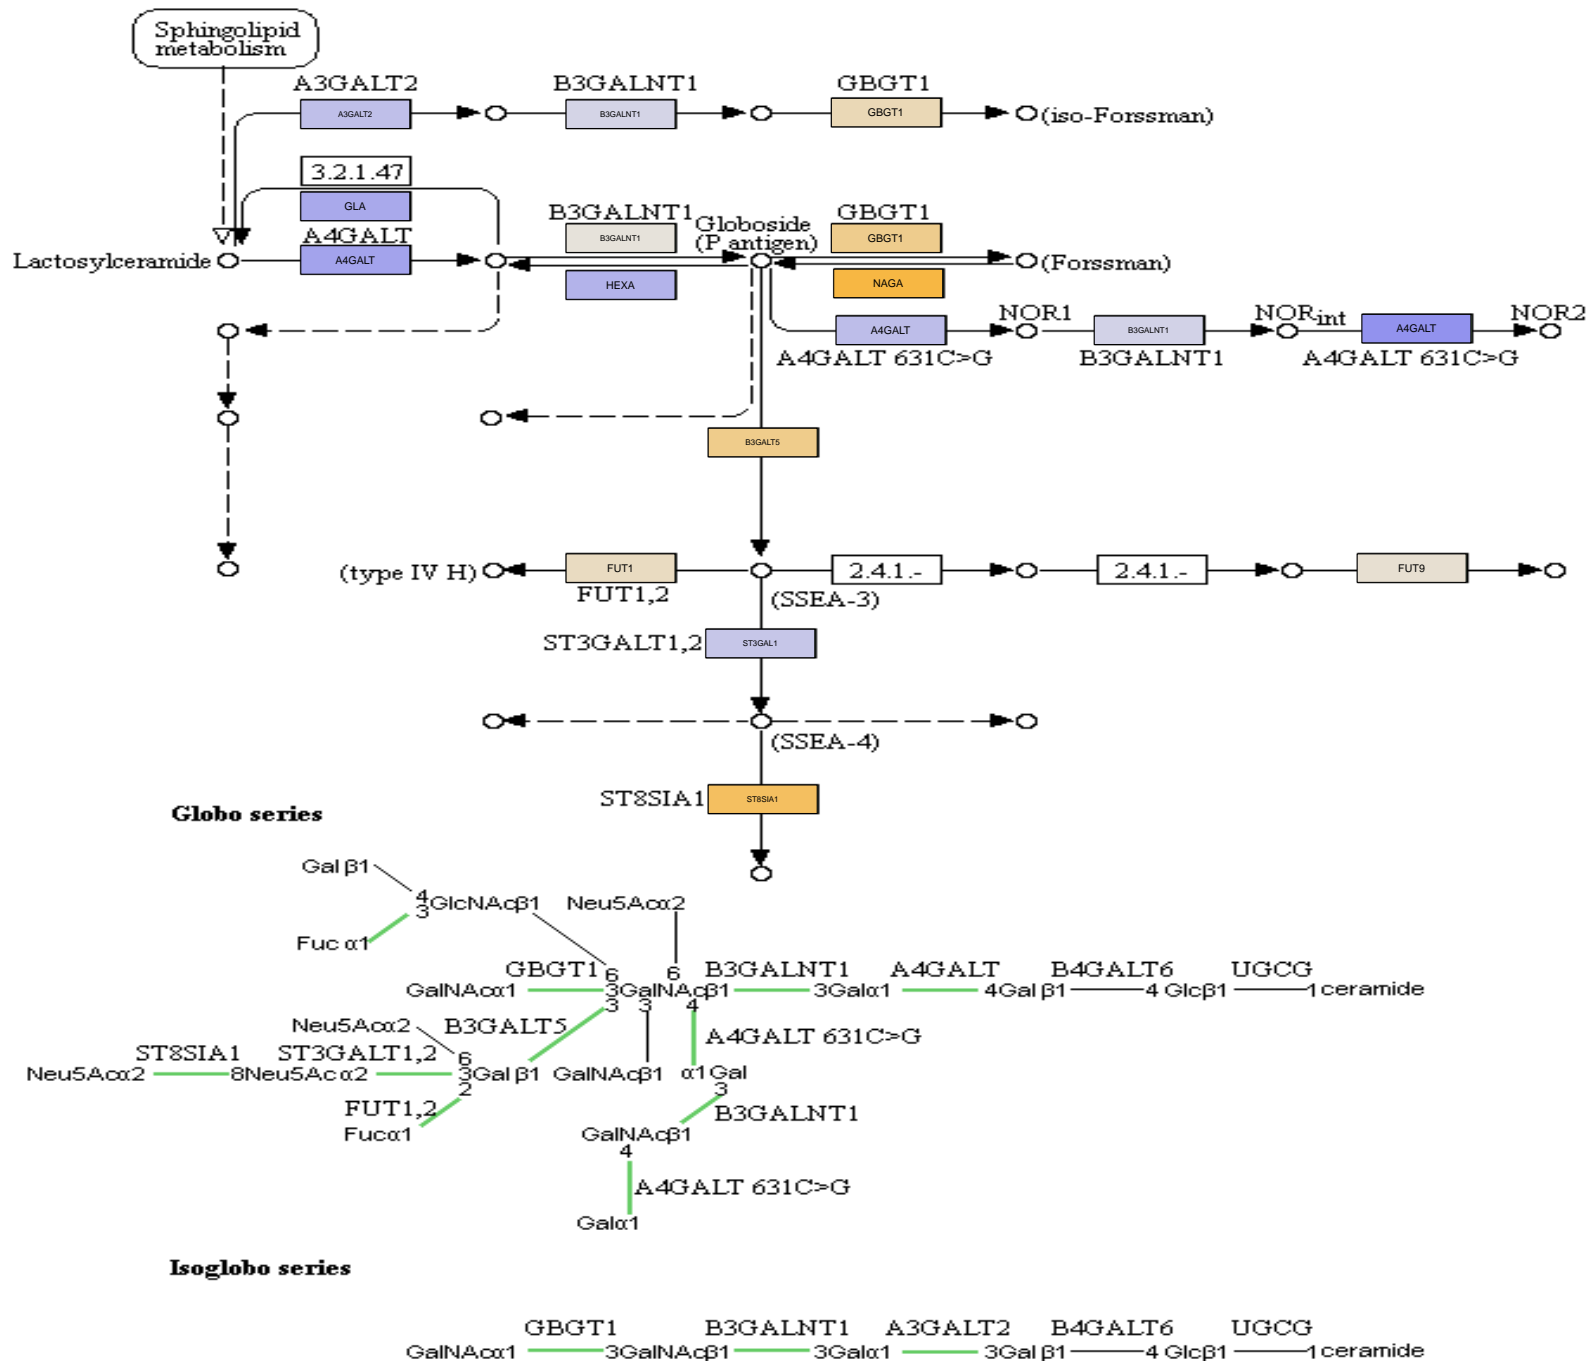 Sphingolipid
metabolism
A3GALT2
B3GALNT1
GBGT1
A3GALT2
B3GALNT1
GBGT1
(iso-Forssman)
3.2.1.47
GLA
B3GALNT1
Globoside
(P antigen)
GBGT1
A4GALT
B3GALNT1
GBGT1
Lactosylceramide
A4GALT
(Forssman)
HEXA
NAGA
NOR1
NORint
NOR2
A4GALT
B3GALNT1
A4GALT
A4GALT 631C>G
B3GALNT1
A4GALT 631C>G
B3GALT5
(type IV H)
FUT1
2.4.1.-
2.4.1.-
FUT9
FUT1,2
(SSEA-3)
ST3GALT1,2
ST3GAL1
(SSEA-4)
ST8SIA1
ST8SIA1
Globo series
Gal β1
4
3GlcNAcβ1
Neu5Acα2
Fuc α1
GBGT1
6
6
B3GALNT1
A4GALT
B4GALT6
UGCG
GalNAcα1
3GalNAcβ1
3Galα1
4Gal β1
4 Glcβ1
1ceramide
3
3
4
Neu5Acα2
B3GALT5
A4GALT 631C>G
ST8SIA1
ST3GALT1,2
6
Neu5Acα2
8Neu5Ac α2
3Gal β1
GalNAcβ1
α1 Gal
2
3
FUT1,2
B3GALNT1
Fucα1
GalNAcβ1
4
A4GALT 631C>G
Galα1
Isoglobo series
GBGT1
B3GALNT1
A3GALT2
B4GALT6
UGCG
GalNAcα1
3GalNAcβ1
3Galα1
3Gal β1
4 Glcβ1
1ceramide